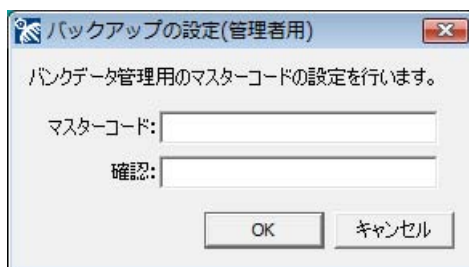 バックアップの設定(管理者用)
バンクデータ管理用のマスターコードの設定を行います。
マスターコード:
確認:
OK
キャンセル